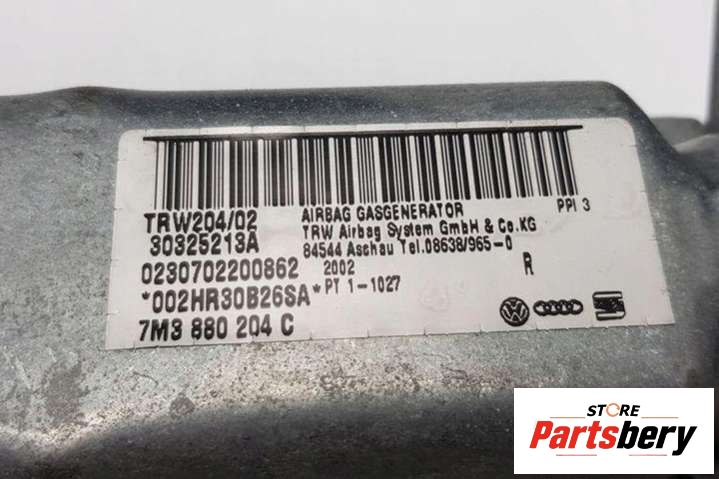 TRW204/02
30325213A
AIRBAG GASGENERATOR PPI 3
TRW Airbag System GmbH & Co.KG
84544 Aschau Tel.08638/965-0
0230702200862 2002 R
*002HR30B26SA* PT 1-1027
7M3 880 204 C
STORE
Partsbery